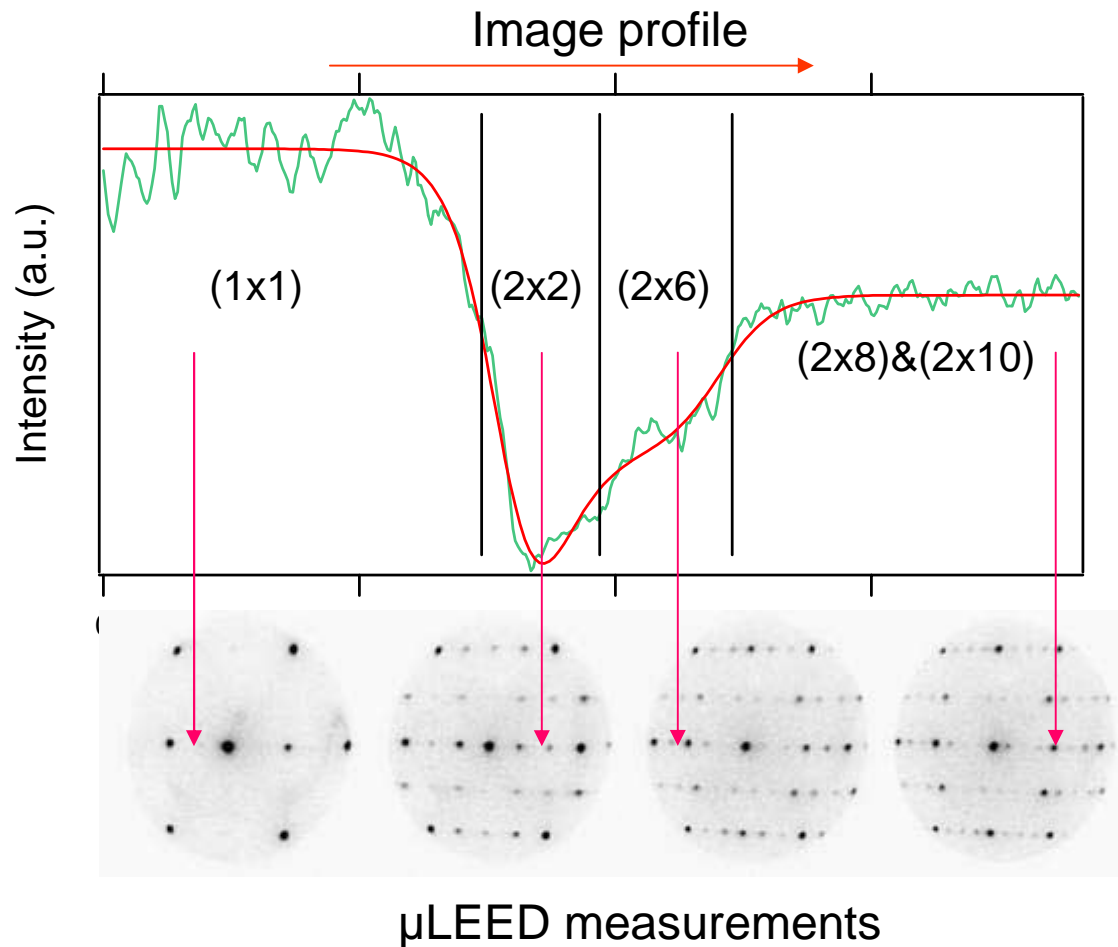 Image profile
Intensity (a.u.)
(1x1)
(2x2)
(2x6)
(2x8)&(2x10)
µLEED measurements